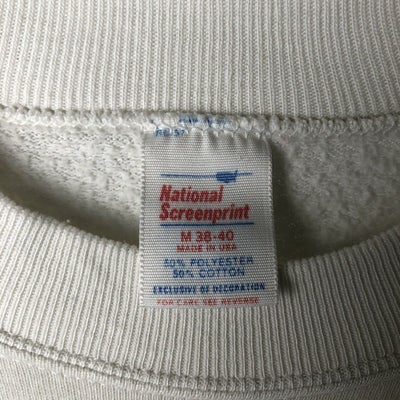 National
Screenprint
M 38-40
MADE IN USA
50% POLYESTER
50% COTTON
EXCLUSIVE OF DECORATION
FOR CARE SEE REVERSE